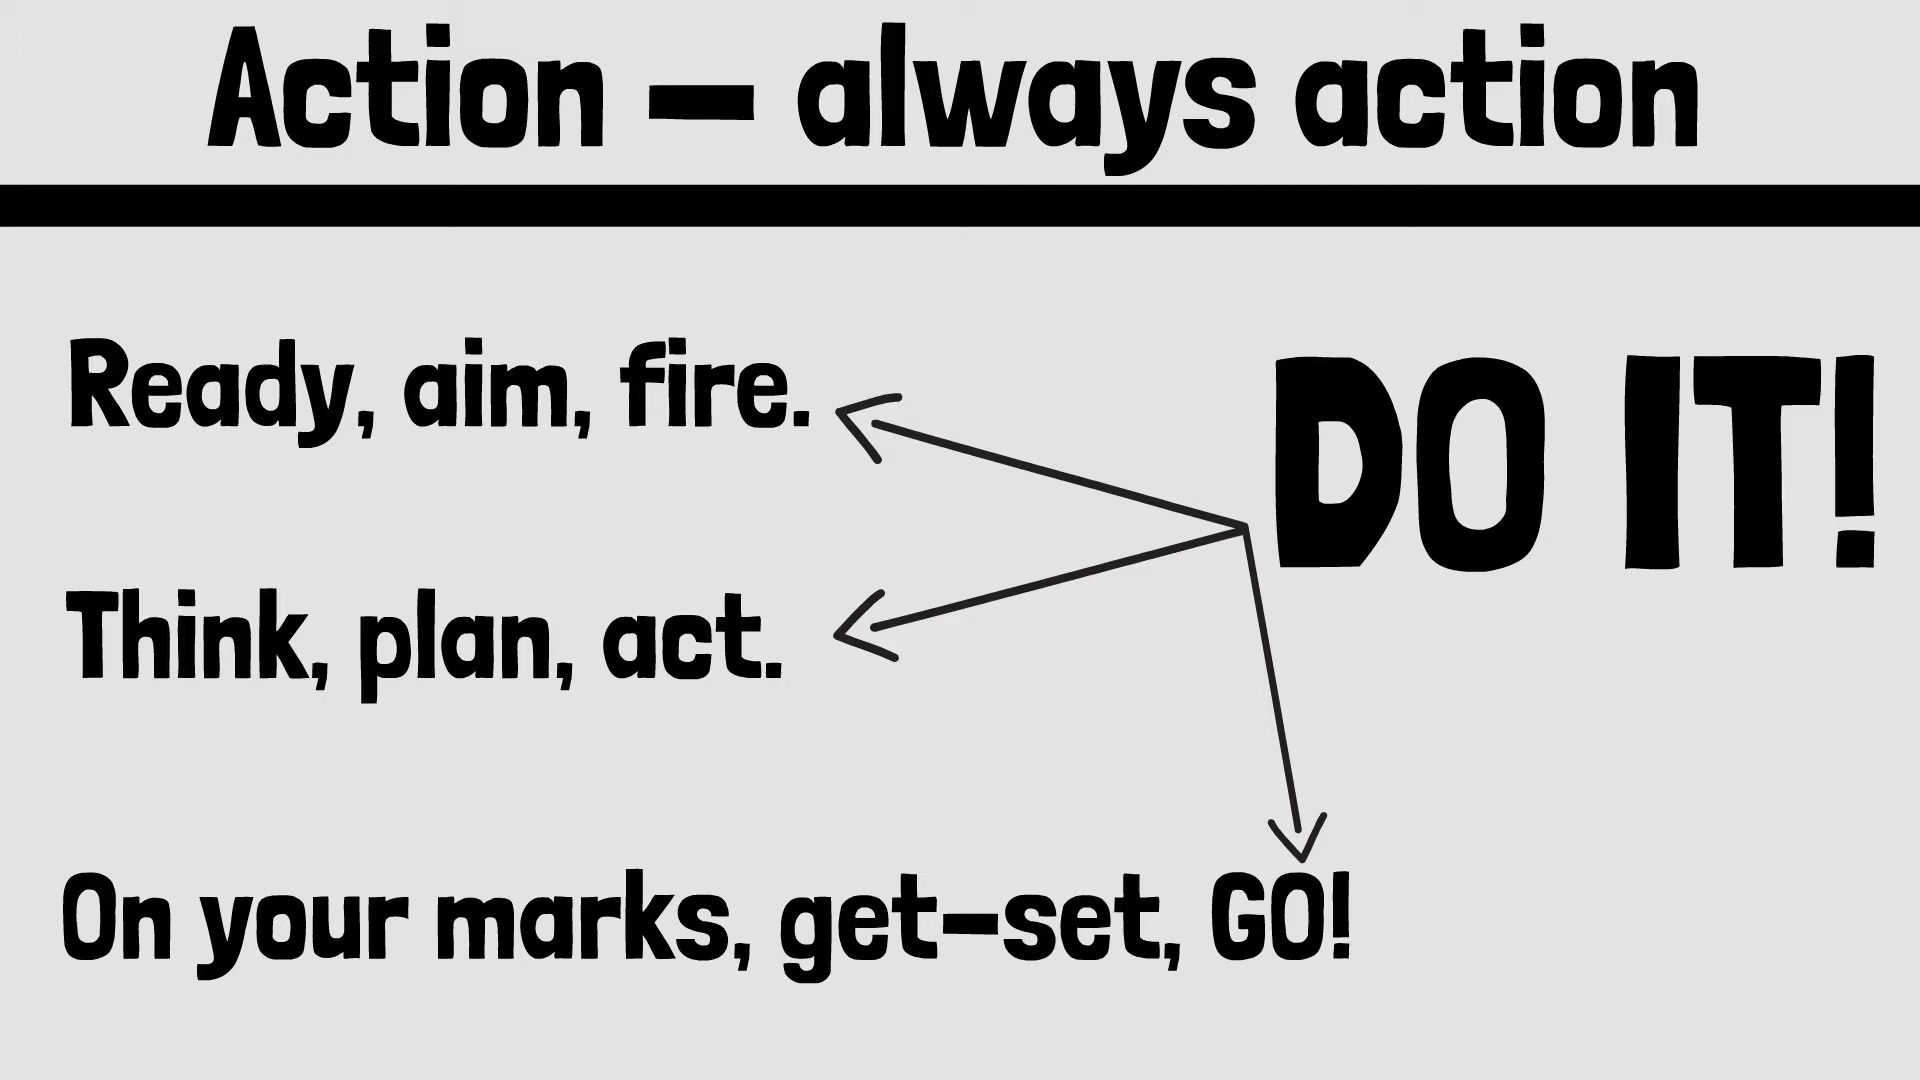 Action – always action
Ready, aim, fire.
DO IT!
Think, plan, act.
On your marks, get-set, GO!